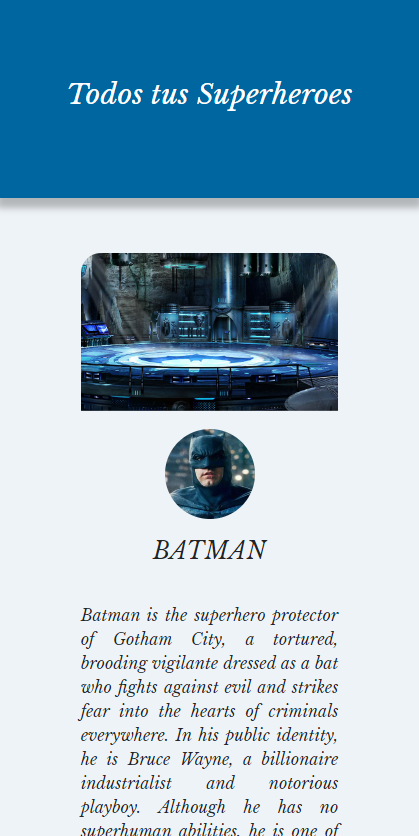 Todos tus Superheroes
BATMAN
Batman is the superhero protector
of Gotham City, a tortured,
brooding vigilante dressed as a bat
who fights against evil and strikes
fear into the hearts of criminals
everywhere. In his public identity,
he is Bruce Wayne, a billionaire
industrialist and notorious
playboy. Although he has no
superhuman abilities, he is one of